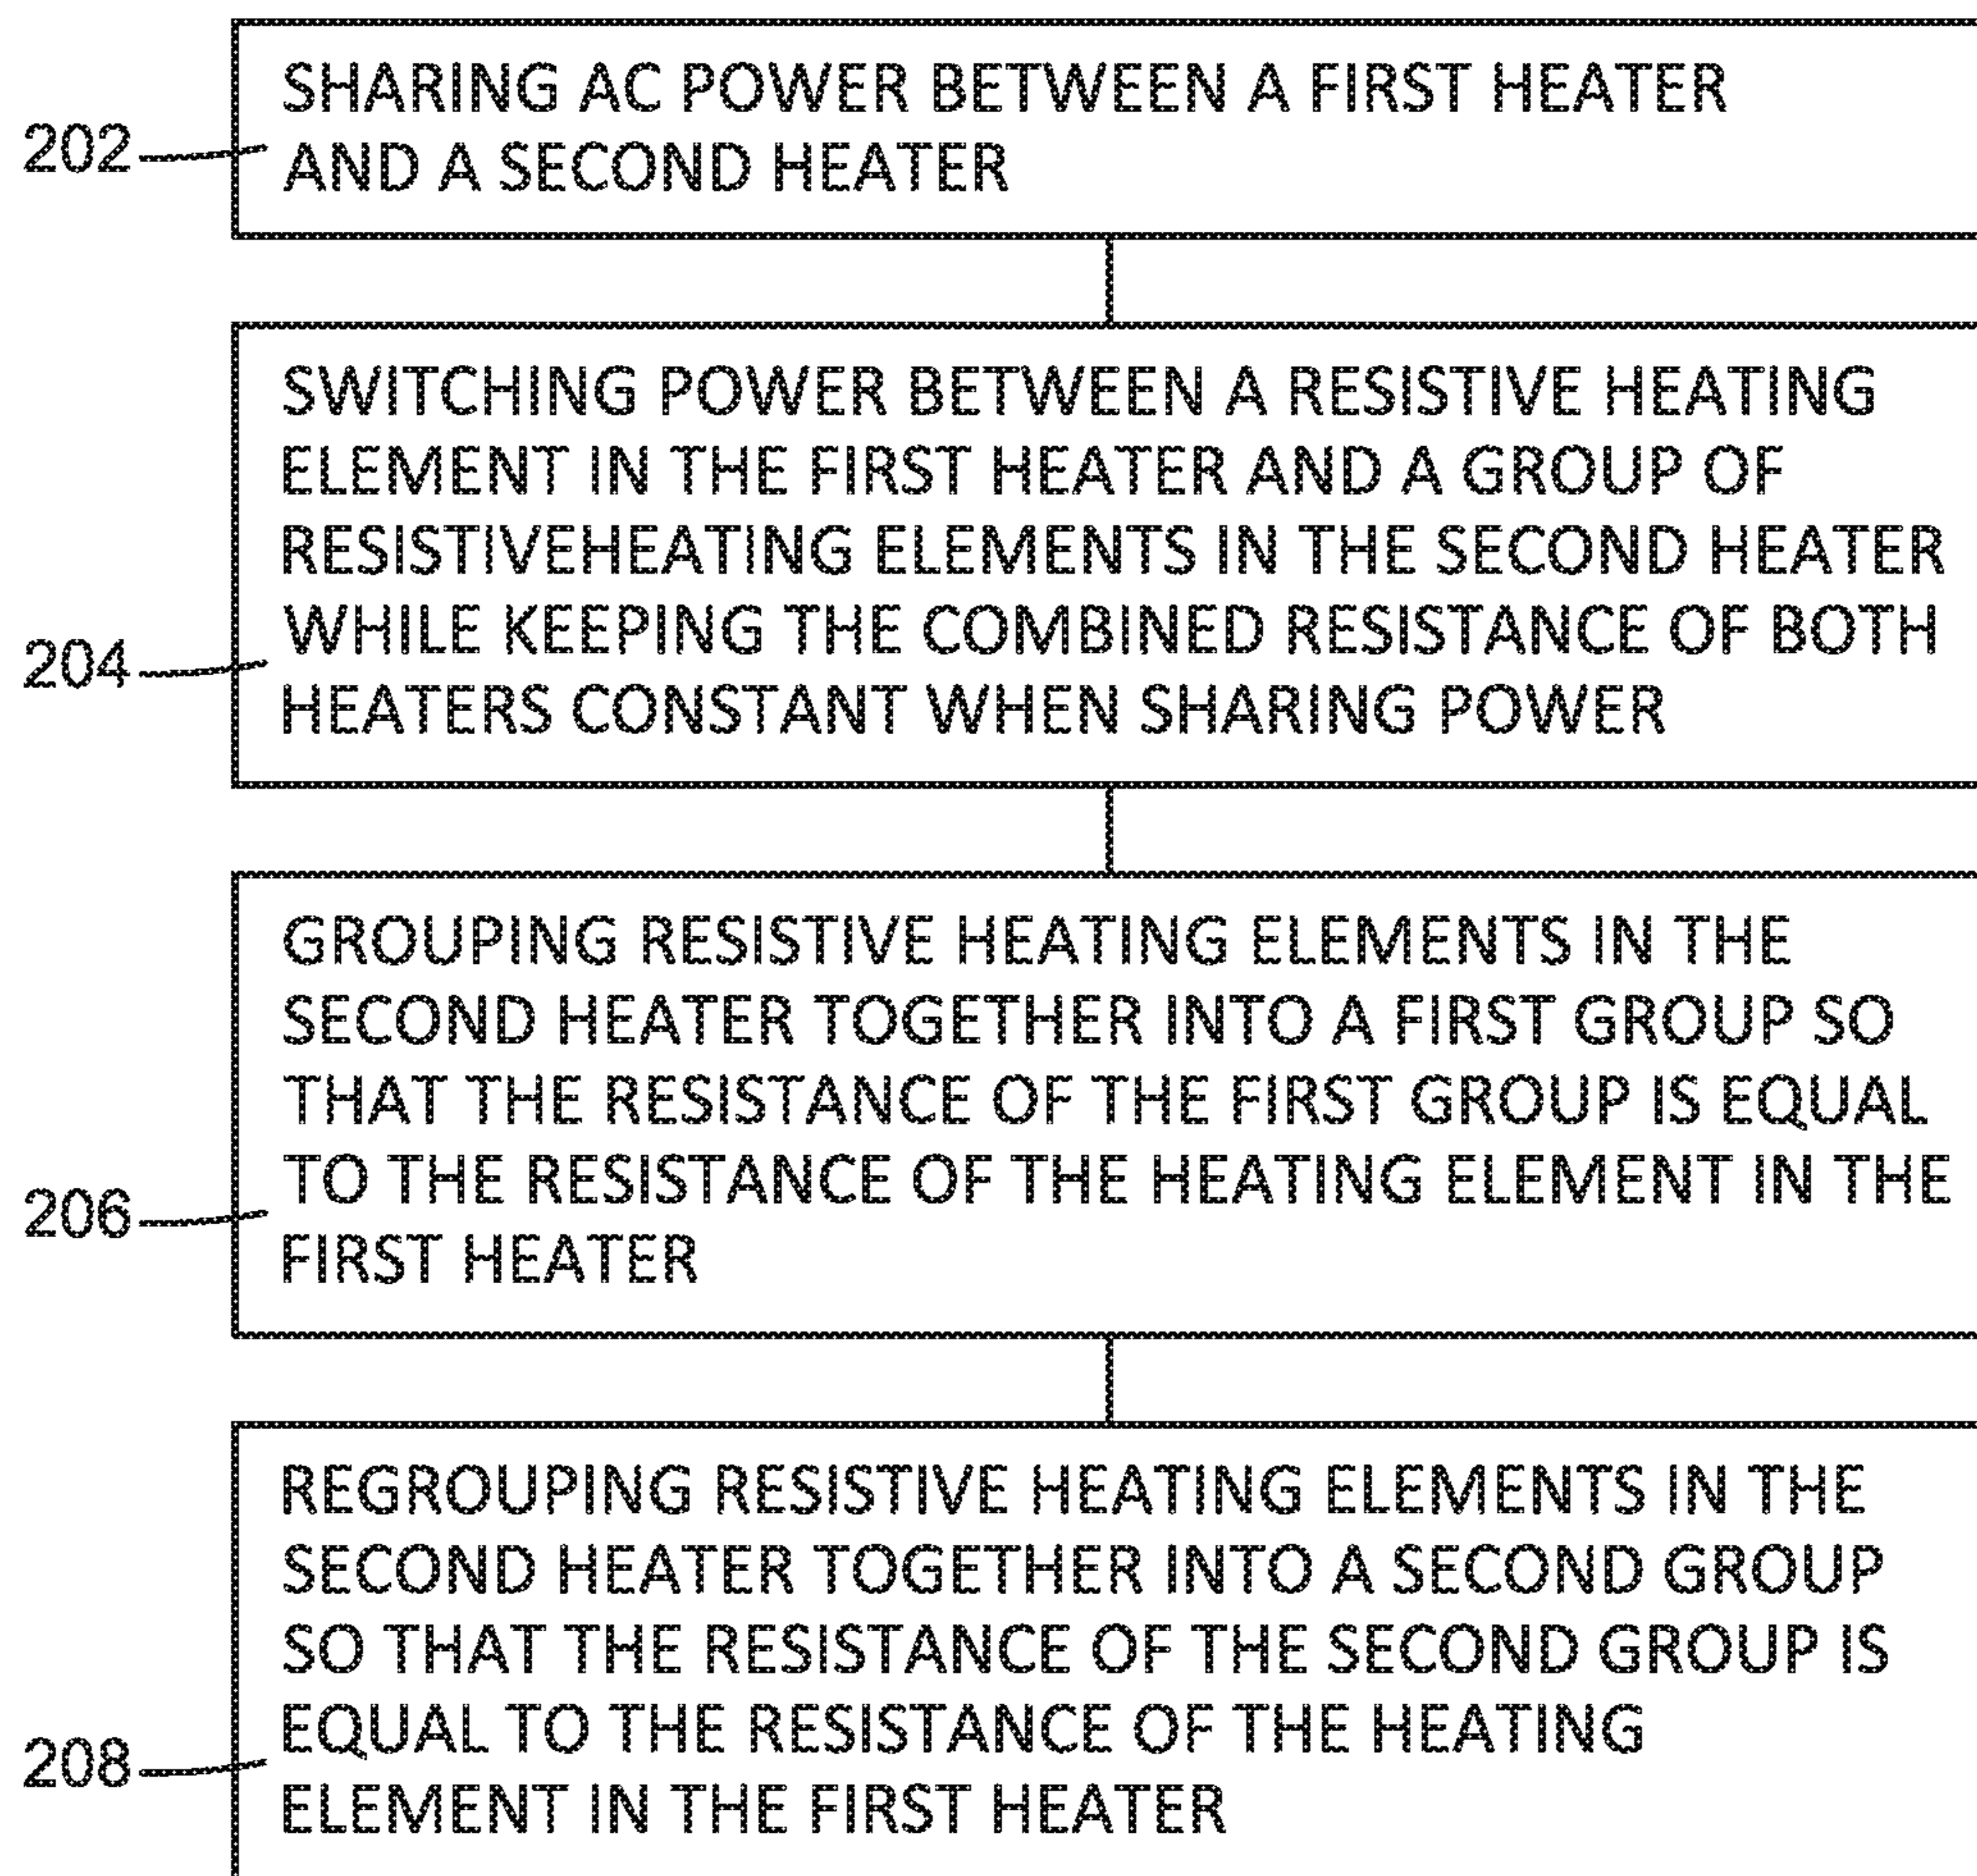 SHARING AC POWER BETWEEN A FIRST HEATER
202
AND A SECOND HEATER
SWITCHING POWER BETWEEN A RESISTIVE HEATING
ELEMENT IN THE FIRST HEATER AND A GROUP OF
RESISTIVEHEATING ELEMENTS IN THE SECOND HEATER
WHILE KEEPING THE COMBINED RESISTANCE OF BOTH
204
HEATERS CONSTANT WHEN SHARING POWER
GROUPING RESISTIVE HEATING ELEMENTS IN THE
SECOND HEATER TOGETHER INTO A FIRST GROUP SO
THAT THE RESISTANCE OF THE FIRST GROUP IS EQUAL
TO THE RESISTANCE OF THE HEATING ELEMENT IN THE
206
FIRST HEATER
REGROUPING RESISTIVE HEATING ELEMENTS IN THE
SECOND HEATER TOGETHER INTO A SECOND GROUP
SO THAT THE RESISTANCE OF THE SECOND GROUP IS
EQUAL TO THE RESISTANCE OF THE HEATING
208
ELEMENT IN THE FIRST HEATER